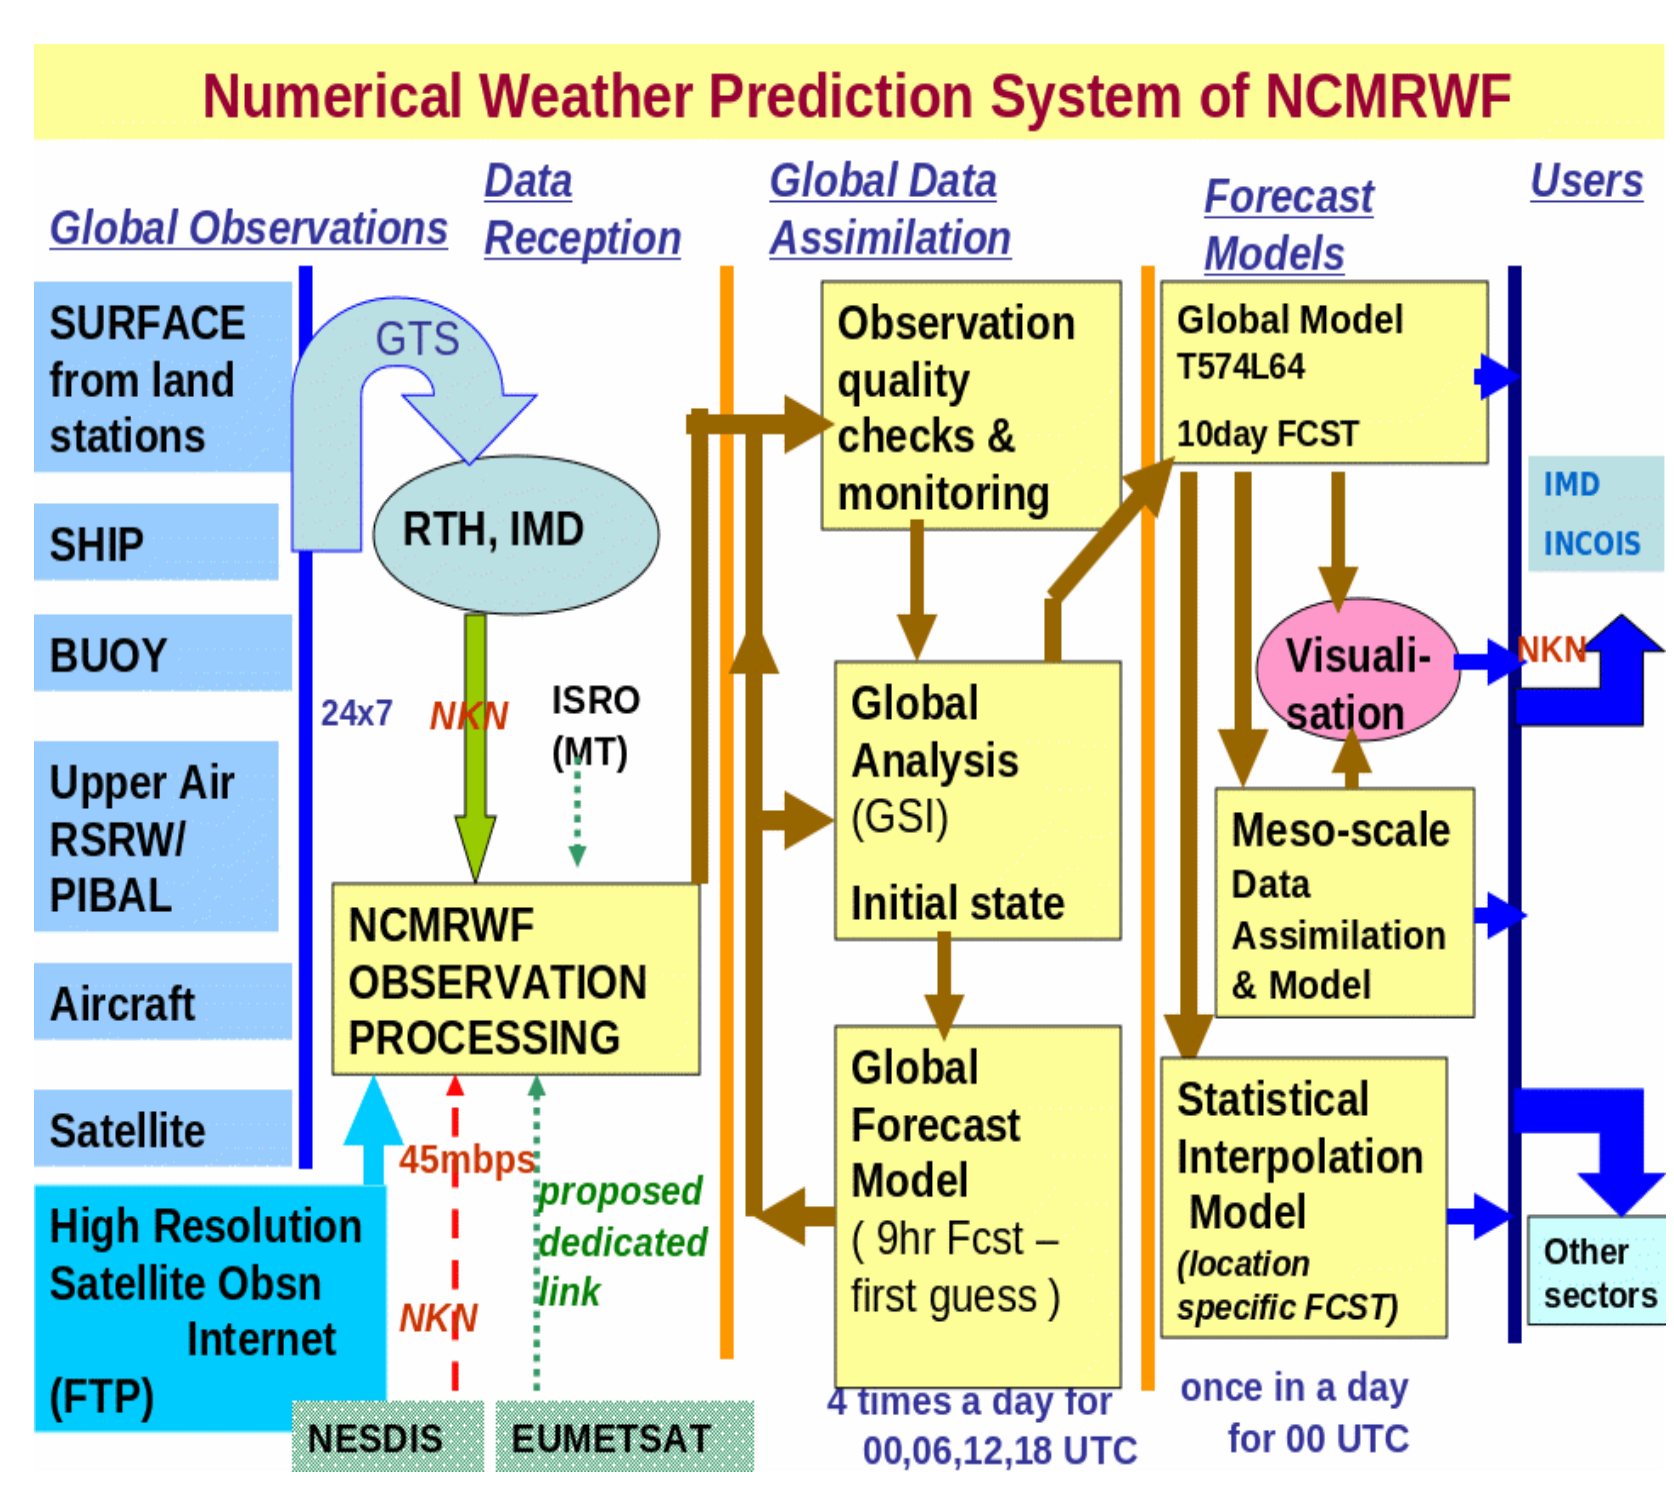 Numerical Weather Prediction System of NCMRWF
Global Observations
Data
Reception
Global Data
Assimilation
Forecast
Models
Users
SURFACE
from land
stations
SHIP
BUOY
Upper Air
RSRW/
PIBAL
Aircraft
Satellite
High Resolution
Satellite Obsn
Internet
(FTP)
GTS
RTH, IMD
24x7
NKN
ISRO
(MT)
NCMRWF
OBSERVATION
PROCESSING
45mbps
proposed
dedicated
link
NKN
NESDIS
EUMETSAT
Observation
quality
checks &
monitoring
Global
Analysis
(GSI)
Initial state
Global
Forecast
Model
( 9hr Fcst –
first guess )
4 times a day for
00,06,12,18 UTC
Global Model
T574L64
10day FCST
Visuali-
sation
Meso-scale
Data
Assimilation
& Model
Statistical
Interpolation
Model
(location
specific FCST)
once in a day
for 00 UTC
IMD
INCOIS
NKN
Other
sectors